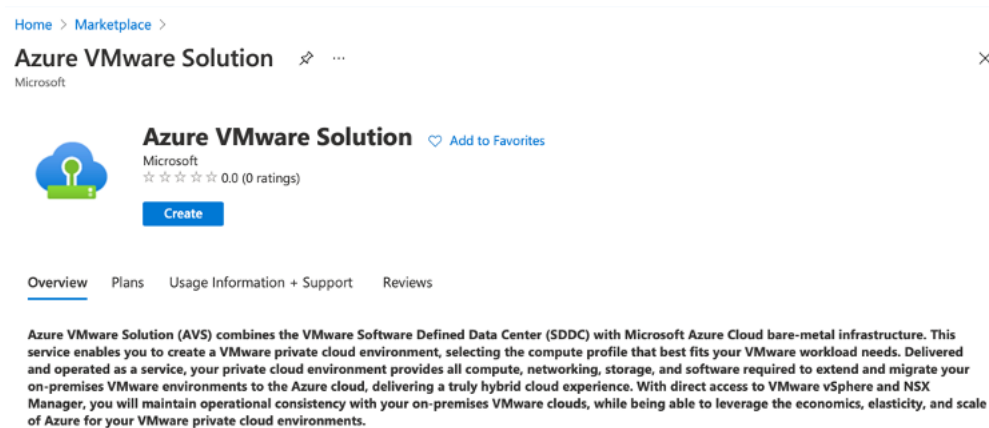 Home > Marketplace >
Azure VMware Solution ...
Microsoft
Azure VMware Solution Add to Favorites
Microsoft
0.0 (0 ratings)
Create
Overview Plans Usage Information + Support Reviews
Azure VMware Solution (AVS) combines the VMware Software Defined Data Center (SDDC) with Microsoft Azure Cloud bare-metal infrastructure. This
service enables you to create a VMware private cloud environment, selecting the compute profile that best fits your VMware workload needs. Delivered
and operated as a service, your private cloud environment provides all compute, networking, storage, and software required to extend and migrate your
on-premises VMware environments to the Azure cloud, delivering a truly hybrid cloud experience. With direct access to VMware vSphere and NSX
Manager, you will maintain operational consistency with your on-premises VMware clouds, while being able to leverage the economics, elasticity, and scale
of Azure for your VMware private cloud environments.